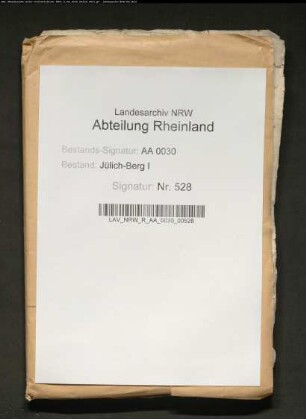 Landesarchiv NRW
Abteilung Rheinland
Bestands-Signatur: AA 0030
Bestand: Jülich-Berg I
Signatur: Nr. 528
LAV_NRW_R_AA_0030_00528